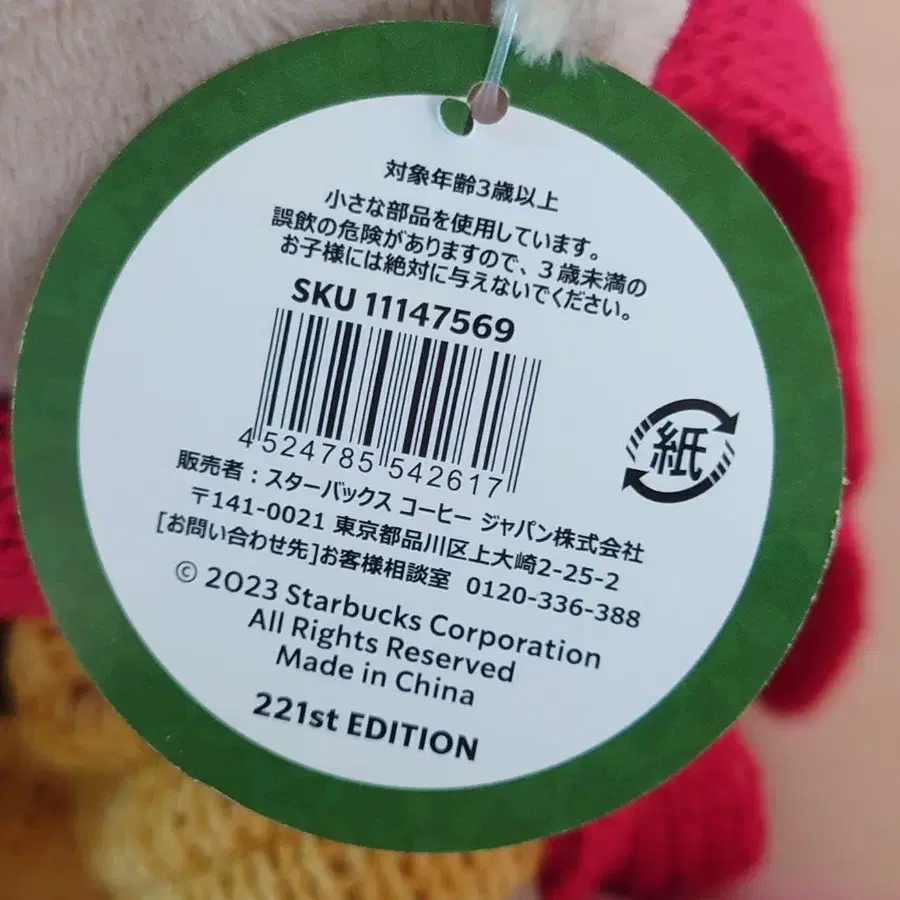 対象年齢3歳以上
小さな部品を使用しています。
誤飲の危険がありますので、3歳未満の
お子様には絶対に与えないでください。
SKU 11147569
4 524785 542617
紙
販売者：スターバックス コーヒー ジャパン株式会社
〒141-0021 東京都品川区上大崎2-25-2
[お問い合わせ先]お客様相談室 0120-336-388
© 2023 Starbucks Corporation
All Rights Reserved
Made in China
221st EDITION